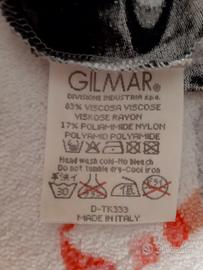 GILMAR®
DIVISIONE INDUSTRIA s.p.a.
83% VISCOSA VISCOSE
VISKOSE RAYON
17% POLIAMMIDE NYLON
POLYAMID POLYAMIDE
Hand wash cold-No bleach
Do not tumble dry-Cool iron
30
D-TK333
MADE IN ITALY